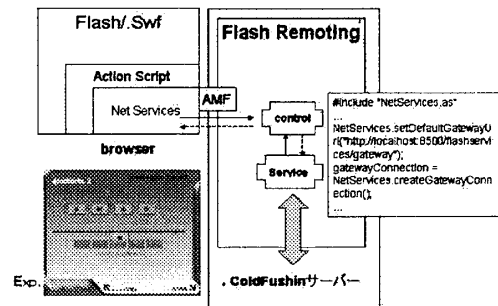 Flash/.Swf
Action Script
Net Services
browser
AMF
Flash Remoting
control
Service
#include "NetServices.as"
...
NetServices.setDefaultGatewayU
rl("http://localhost:8500/flashservi
ces/gateway");
gatewayConnection =
NetServices.createGatewayConn
ection();
...
Exp.
. ColdFushinサーバー